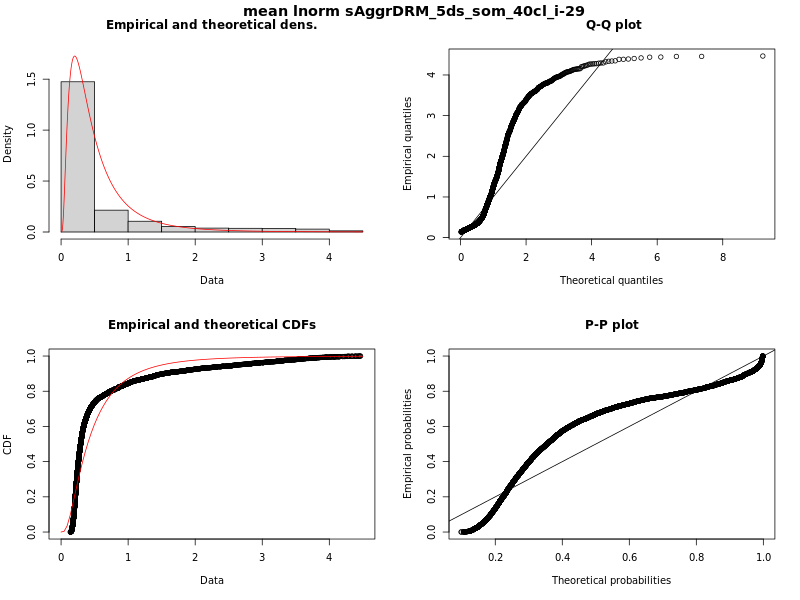 mean lnorm sAggrDRM_5ds_som_40cl_i-29
Empirical and theoretical dens.
Density
0.0 0.5 1.0 1.5
0 1 2 3 4
Data
Q-Q plot
Empirical quantiles
0 1 2 3 4
0 2 4 6 8
Theoretical quantiles
Empirical and theoretical CDFs
CDF
0.0 0.2 0.4 0.6 0.8 1.0
0 1 2 3 4
Data
P-P plot
Empirical probabilities
0.0 0.2 0.4 0.6 0.8 1.0
0.2 0.4 0.6 0.8 1.0
Theoretical probabilities